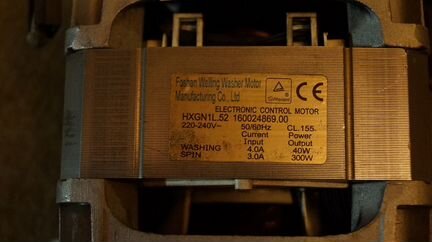 Foshan Welling Washer Motor
Manufacturing Co., Ltd
CE
ELECTRONIC CONTROL MOTOR
HXGN1L.52 160024869.00
220-240V~ 50/60Hz CL.155
Current Power
Input Output
WASHING 4.0A 40W
SPIN 3.0A 300W